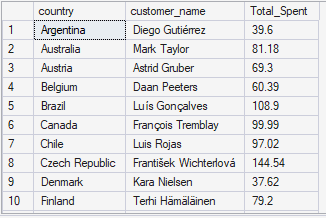 country customer_name Total_Spent
1 Argentina Diego Gutiérrez 39.6
2 Australia Mark Taylor 81.18
3 Austria Astrid Gruber 69.3
4 Belgium Daan Peeters 60.39
5 Brazil Luís Gonçalves 108.9
6 Canada François Tremblay 99.99
7 Chile Luis Rojas 97.02
8 Czech Republic František Wichterlová 144.54
9 Denmark Kara Nielsen 37.62
10 Finland Terhi Hämäläinen 79.2